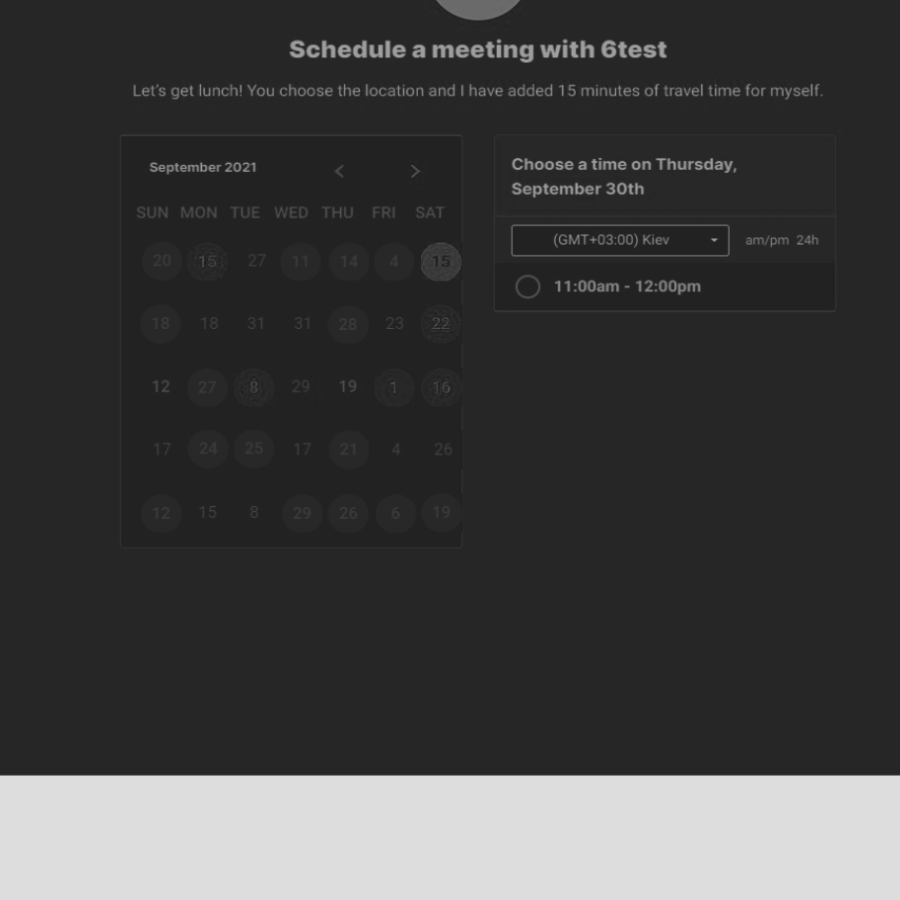 Schedule a meeting with 6test
Let's get lunch! You choose the location and I have added 15 minutes of travel time for myself.
September 2021
SUN MON TUE WED THU FRI SAT
20 15 27 11 14 4 15
18 18 31 31 28 23 22
12 27 8 29 19 1 16
17 24 25 17 21 4 26
12 15 8 29 26 6 19
Choose a time on Thursday,
September 30th
(GMT+03:00) Kiev am/pm 24h
11:00am - 12:00pm